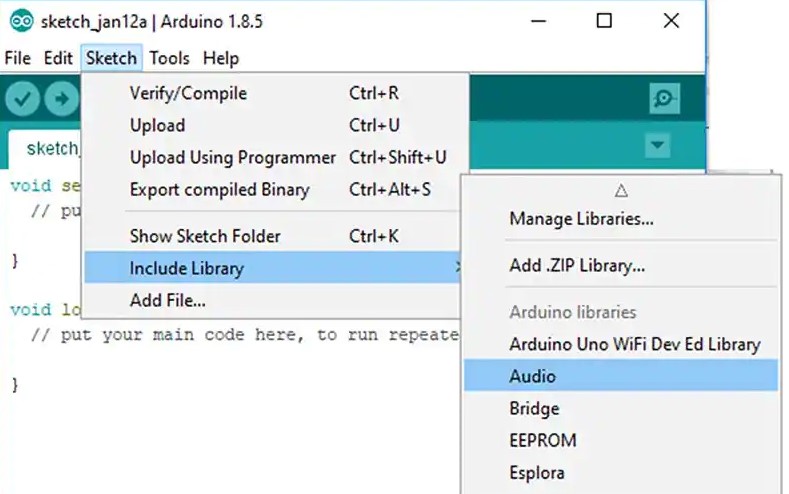 sketch_jan12a | Arduino 1.8.5
File Edit Sketch Tools Help
Verify/Compile Ctrl+R
Upload Ctrl+U
Upload Using Programmer Ctrl+Shift+U
Export compiled Binary Ctrl+Alt+S
Show Sketch Folder Ctrl+K
Include Library
Add File...
Manage Libraries...
Add .ZIP Library...
Arduino libraries
Arduino Uno WiFi Dev Ed Library
Audio
Bridge
EEPROM
Esplora
sketch_
void se
// pu
}
void lo
// put your main code here, to run repeate
}